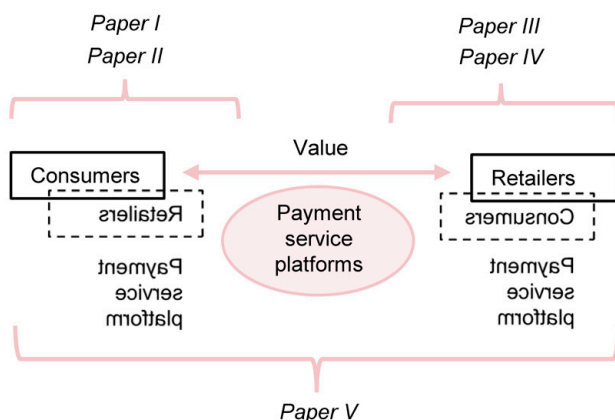 Paper I
Paper III
Paper II
Paper IV
Value
Consumers
Retailers
Retailers
Consumers
Payment
service
platforms
Payment
service
platform
Payment
service
platform
Paper V